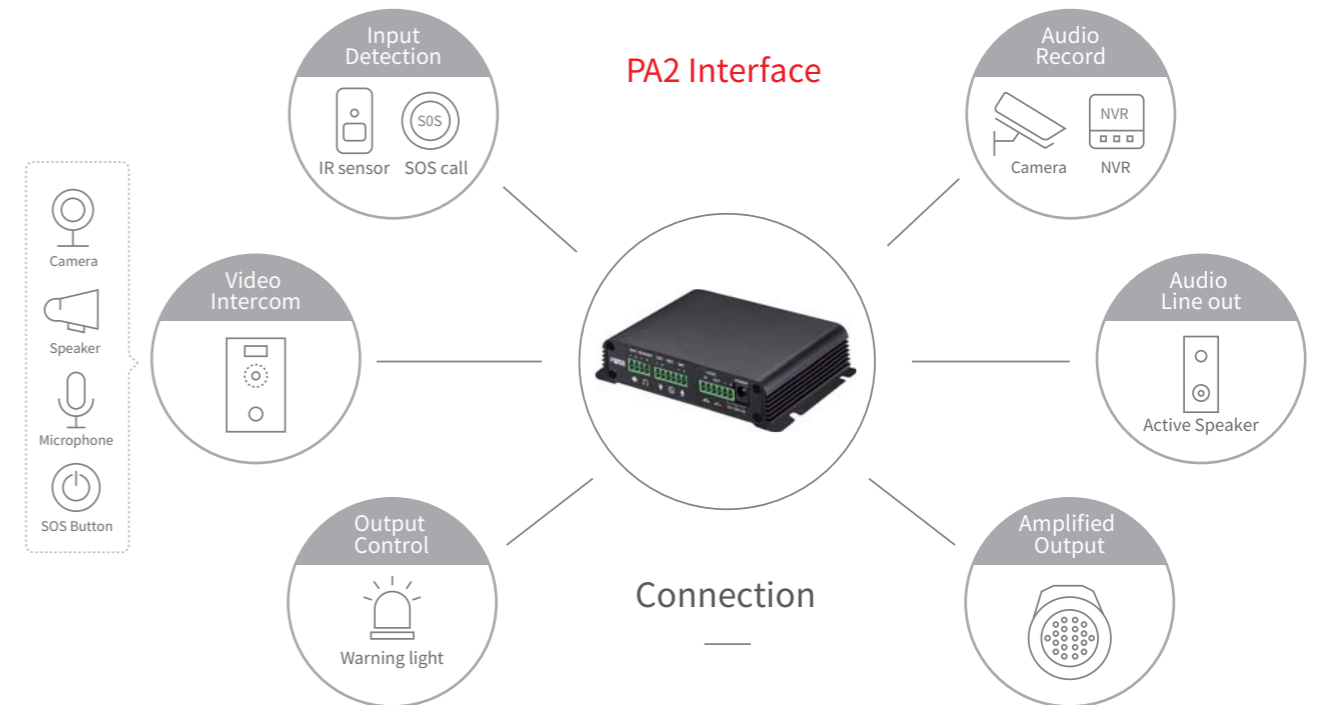 Input
Detection
IR sensor
SOS
SOS call
PA2 Interface
Audio
Record
Camera
NVR
NVR
Camera
Speaker
Microphone
SOS Button
Video
Intercom
Audio
Line out
Active Speaker
Output
Control
Warning light
Connection
Amplified
Output